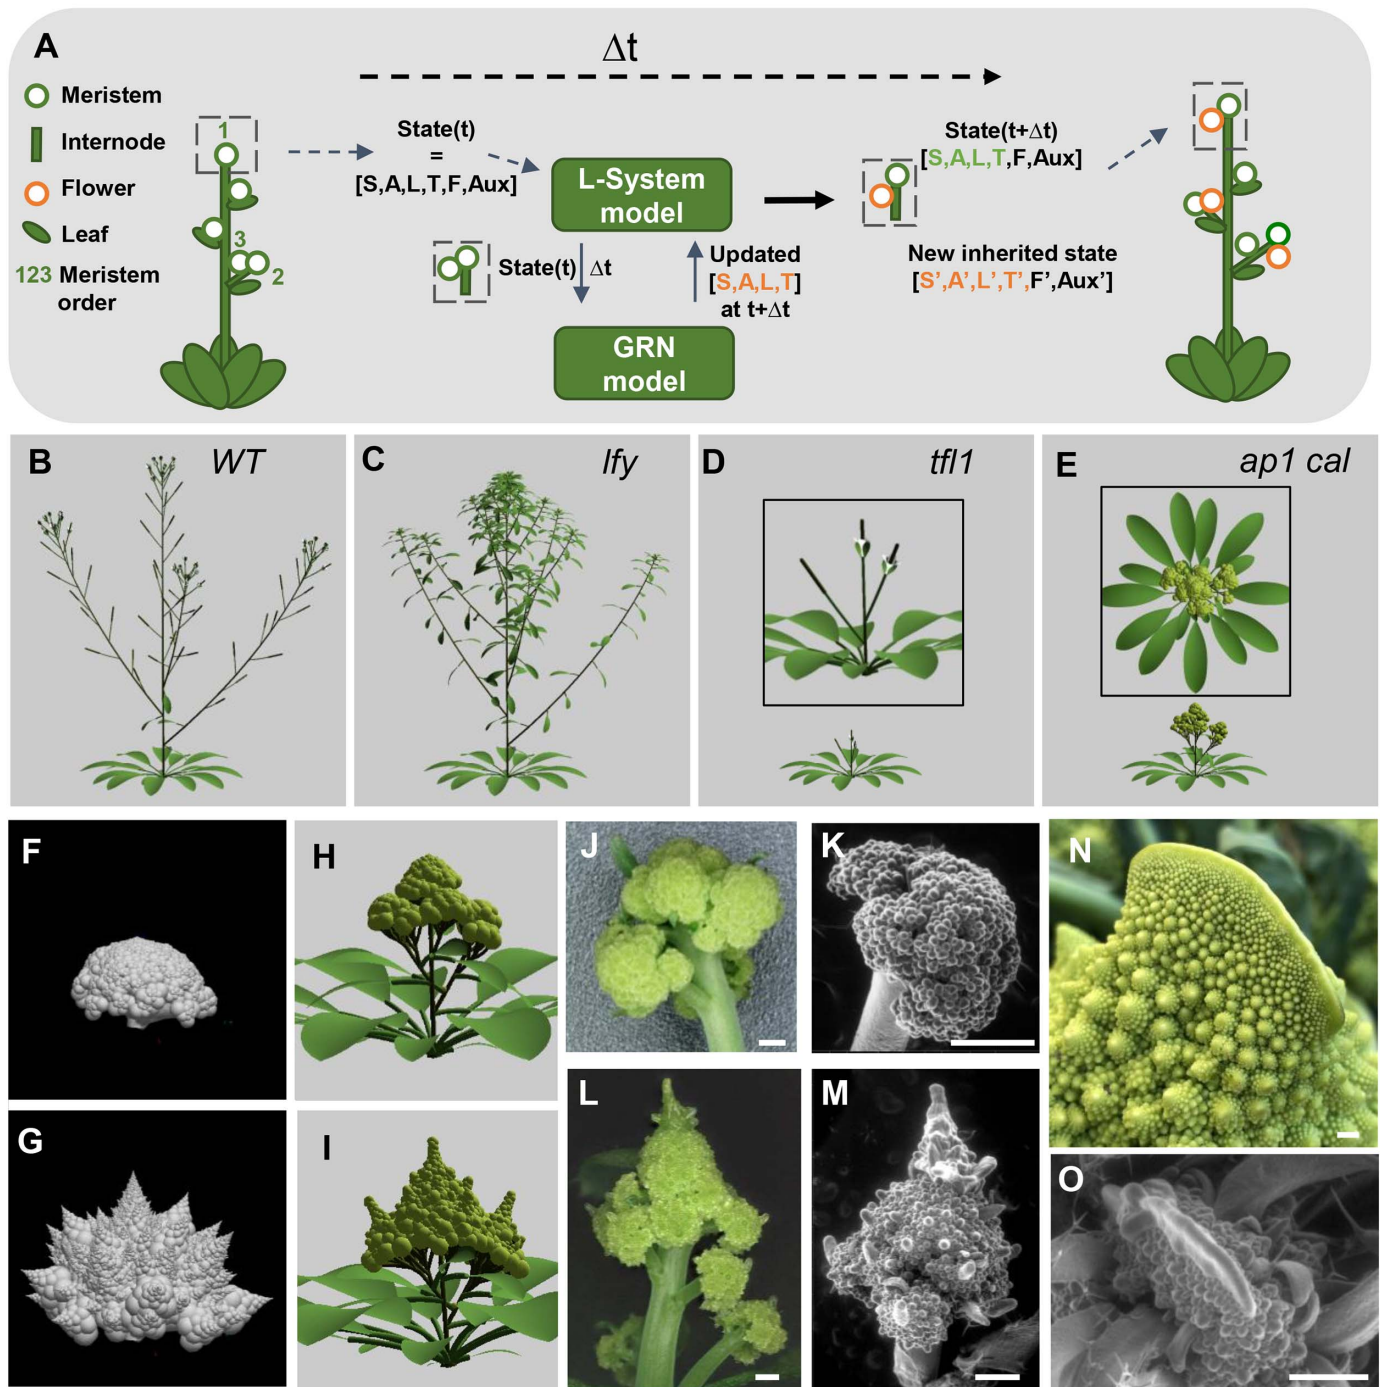 A
Δt
Meristem
Internode
Flower
Leaf
123 Meristem
order
1
3
2
State(t)
=
[S,A,L,T,F,Aux]
L-System
model
State(t)
Δt
Updated
[S,A,L,T]
at t+Δt
GRN
model
State(t+Δt)
[S,A,L,T,F,Aux]
New inherited state
[S’,A’,L’,T’,F’,Aux’]
B WT
C lfy
D tfl1
E ap1 cal
F
H
J
K
N
G
I
L
M
O